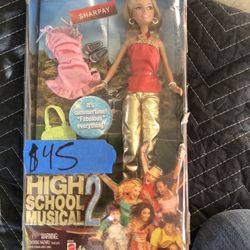 SHARPAY
It's
summertime!
"Fabulous"
everything!
$45
HIGH
SCHOOL
MUSICAL 2